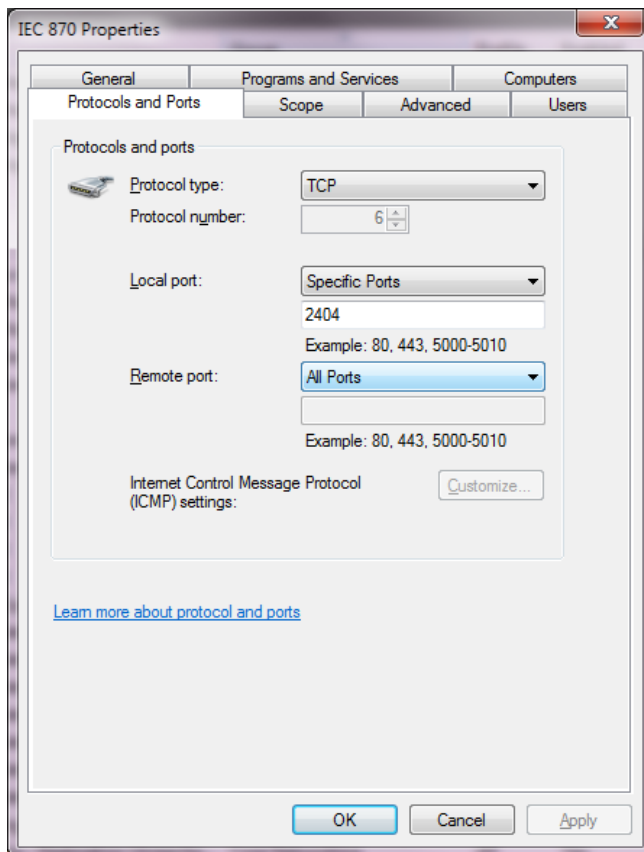 IEC 870 Properties
General
Programs and Services
Computers
Protocols and Ports
Scope
Advanced
Users
Protocols and ports
Protocol type:
TCP
Protocol number:
6
Local port:
Specific Ports
2404
Example: 80, 443, 5000-5010
Remote port:
All Ports
Example: 80, 443, 5000-5010
Internet Control Message Protocol
(ICMP) settings:
Customize...
Learn more about protocol and ports
OK
Cancel
Apply